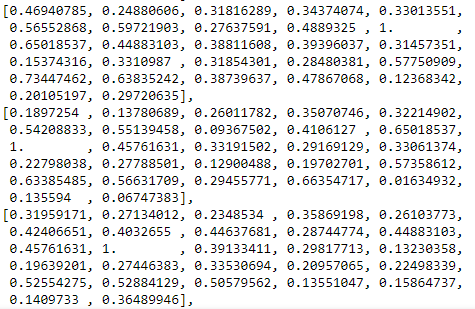 [0.46940785, 0.24880606, 0.31816289, 0.34374074, 0.33013551,
0.56552868, 0.59721903, 0.27637591, 0.4889325 , 1.        ,
0.65018537, 0.44883103, 0.38811608, 0.39396037, 0.31457351,
0.15374316, 0.3310987 , 0.31854301, 0.28480381, 0.57750909,
0.73447462, 0.63835242, 0.38739637, 0.47867068, 0.12368342,
0.20105197, 0.29720635],
[0.1897254 , 0.13780689, 0.26011782, 0.35070746, 0.32214902,
0.54208833, 0.55139458, 0.09367502, 0.4106127 , 0.65018537,
1.        , 0.45761631, 0.33191502, 0.29169129, 0.33061374,
0.22798038, 0.27788501, 0.12900488, 0.19702701, 0.57358612,
0.63385485, 0.56631709, 0.29455771, 0.66354717, 0.01634932,
0.135594  , 0.06747383],
[0.31959171, 0.27134012, 0.2348534 , 0.35869198, 0.26103773,
0.42406651, 0.4032655 , 0.44637681, 0.28744774, 0.44883103,
0.45761631, 1.        , 0.39133411, 0.29817713, 0.13230358,
0.19639201, 0.27446383, 0.33530694, 0.20957065, 0.22498339,
0.52554275, 0.52884129, 0.50579562, 0.13551047, 0.15864737,
0.1409733 , 0.36489946],